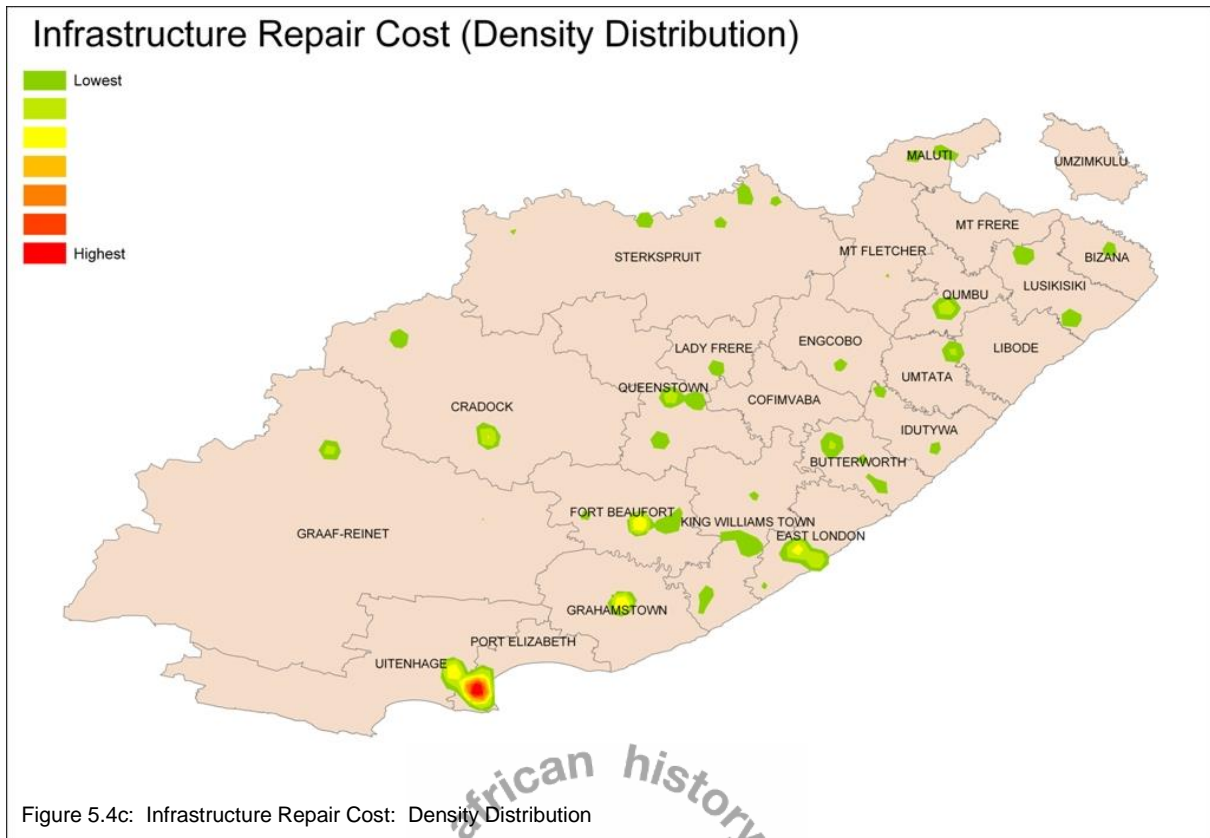 Infrastructure Repair Cost (Density Distribution)
Lowest
Highest
MALUTI
UMZIMKULU
MT FRERE
STERKSPRUIT
MT FLETCHER
BIZANA
LUSIKISIKI
QUMBU
LADY FRERE
ENGCOBO
LIBODE
UMTATA
QUEENSTOWN
COFIMVABA
CRADOCK
IDUTYWA
BUTTERWORTH
FORT BEAUFORT
KING WILLIAMS TOWN
GRAAF-REINET
EAST LONDON
GRAHAMSTOWN
PORT ELIZABETH
UITENHAGE
african history
Figure 5.4c: Infrastructure Repair Cost: Density Distribution